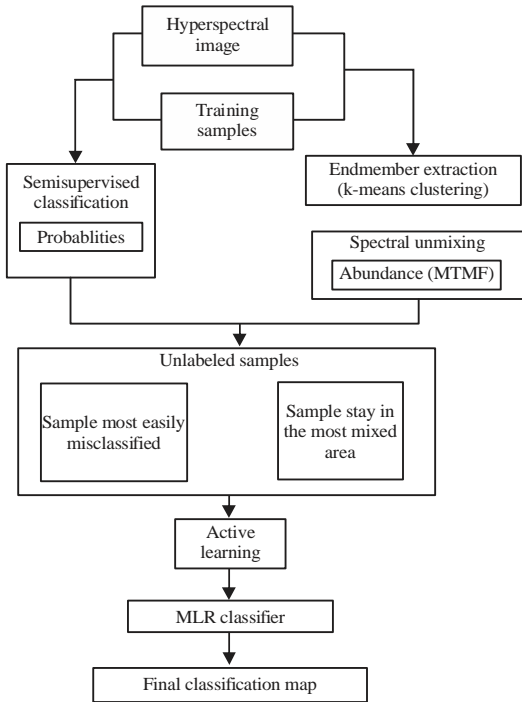 Hyperspectral
image
Training
samples
Semisupervised
classification
Probablities
Endmember extraction
(k-means clustering)
Spectral unmixing
Abundance (MTMF)
Unlabeled samples
Sample most easily
misclassified
Sample stay in
the most mixed
area
Active
learning
MLR classifier
Final classification map